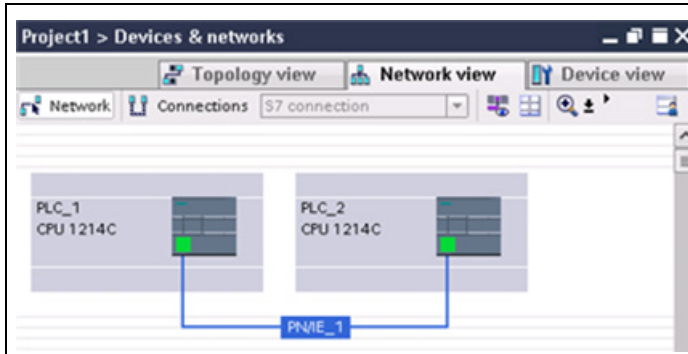 Project1 > Devices & networks
Topology view Network view Device view
Network Connections S7 connection
PLC_1
CPU 1214C
PLC_2
CPU 1214C
PN/IE_1